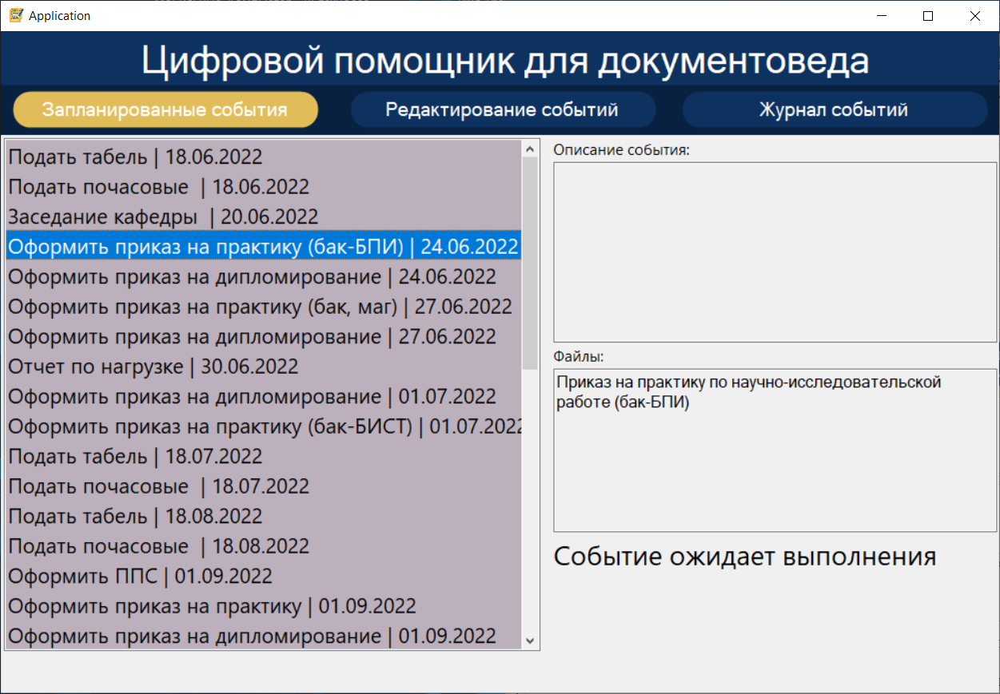 Application
Цифровой помощник для документоведа
Запланированные события
Редактирование событий
Журнал событий
Подать табель | 18.06.2022
Подать почасовые | 18.06.2022
Заседание кафедры | 20.06.2022
Оформить приказ на практику (бак-БПИ) | 24.06.2022
Оформить приказ на дипломирование | 24.06.2022
Оформить приказ на практику (бак, маг) | 27.06.2022
Оформить приказ на дипломирование | 27.06.2022
Отчет по нагрузке | 30.06.2022
Оформить приказ на дипломирование | 01.07.2022
Оформить приказ на практику (бак-БИСТ) | 01.07.2022
Подать табель | 18.07.2022
Подать почасовые | 18.07.2022
Подать табель | 18.08.2022
Подать почасовые | 18.08.2022
Оформить ППС | 01.09.2022
Оформить приказ на практику | 01.09.2022
Оформить приказ на дипломирование | 01.09.2022
Описание события:
Файлы:
Приказ на практику по научно-исследовательской
работе (бак-БПИ)
Событие ожидает выполнения